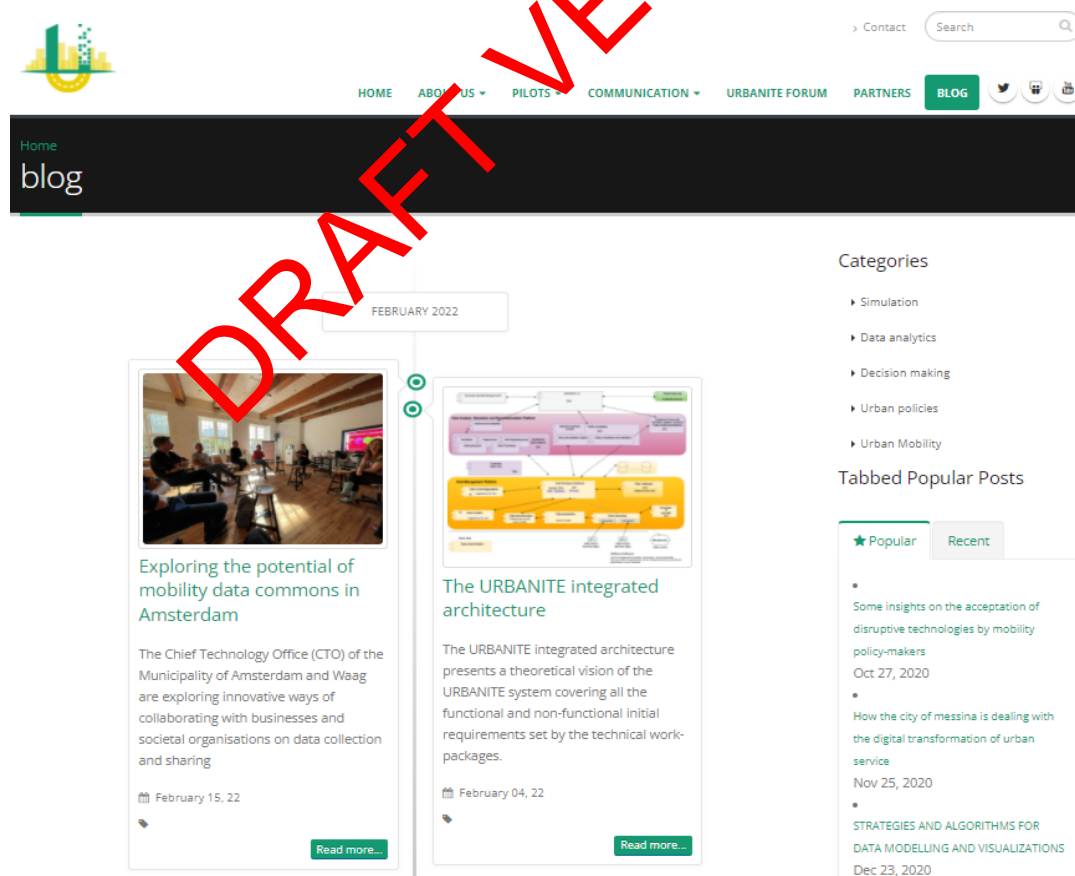 Contact
Search
HOME
ABOUT US
PILOTS
COMMUNICATION
URBANITE FORUM
PARTNERS
BLOG
Home
blog
DRAFT VE
FEBRUARY 2022
Exploring the potential of
mobility data commons in
Amsterdam
The Chief Technology Office (CTO) of the
Municipality of Amsterdam and Waag
are exploring innovative ways of
collaborating with businesses and
societal organisations on data collection
and sharing
February 15, 22
Read more...
The URBANITE integrated
architecture
The URBANITE integrated architecture
presents a theoretical vision of the
URBANITE system covering all the
functional and non-functional initial
requirements set by the technical work-
packages.
February 04, 22
Read more...
Categories
Simulation
Data analytics
Decision making
Urban policies
Urban Mobility
Tabbed Popular Posts
Popular
Recent
Some insights on the acceptation of
disruptive technologies by mobility
policy-makers
Oct 27, 2020
How the city of messina is dealing with
the digital transformation of urban
service
Nov 25, 2020
STRATEGIES AND ALGORITHMS FOR
DATA MODELLING AND VISUALIZATIONS
Dec 23, 2020